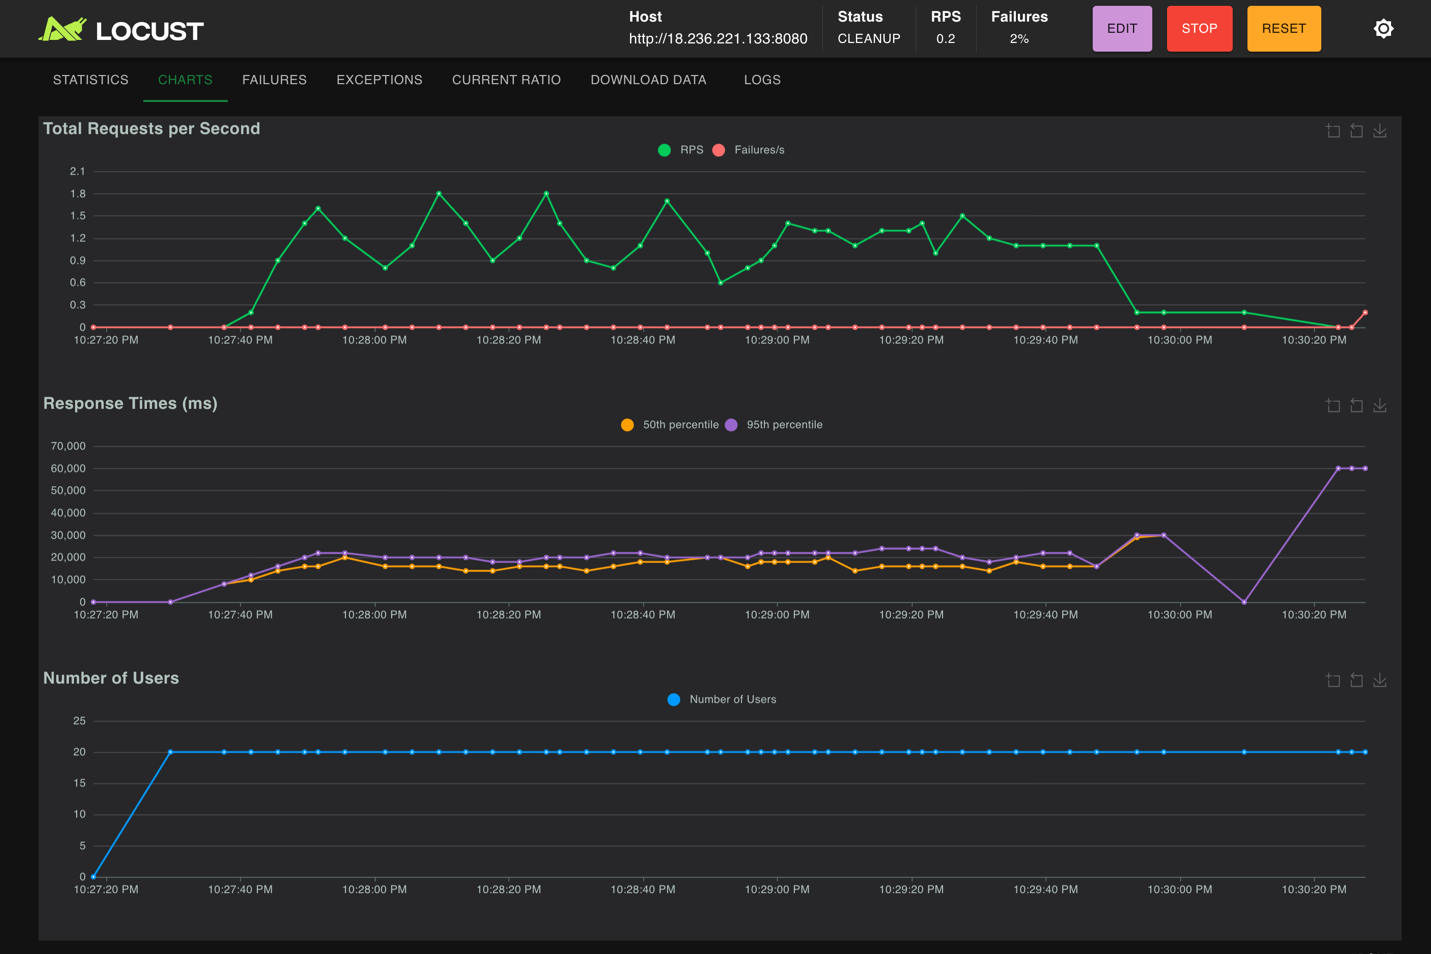 LOCUST
Host
http://18.236.221.133:8080
Status
CLEANUP
RPS
0.2
Failures
2%
EDIT
STOP
RESET
STATISTICS
CHARTS
FAILURES
EXCEPTIONS
CURRENT RATIO
DOWNLOAD DATA
LOGS
Total Requests per Second
RPS
Failures/s
2.1
1.8
1.5
1.2
0.9
0.6
0.3
0
10:27:20 PM
10:27:40 PM
10:28:00 PM
10:28:20 PM
10:28:40 PM
10:29:00 PM
10:29:20 PM
10:29:40 PM
10:30:00 PM
10:30:20 PM
Response Times (ms)
50th percentile
95th percentile
70,000
60,000
50,000
40,000
30,000
20,000
10,000
0
10:27:20 PM
10:27:40 PM
10:28:00 PM
10:28:20 PM
10:28:40 PM
10:29:00 PM
10:29:20 PM
10:29:40 PM
10:30:00 PM
10:30:20 PM
Number of Users
Number of Users
25
20
15
10
5
0
10:27:20 PM
10:27:40 PM
10:28:00 PM
10:28:20 PM
10:28:40 PM
10:29:00 PM
10:29:20 PM
10:29:40 PM
10:30:00 PM
10:30:20 PM